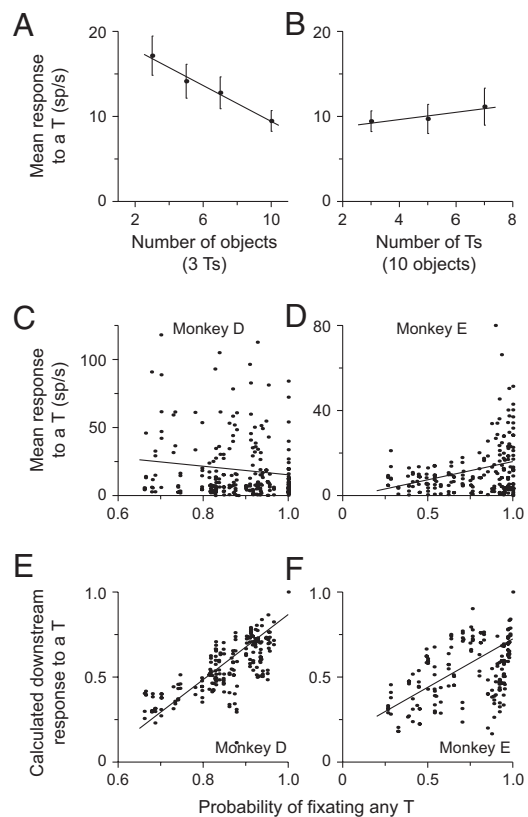 A
B
20
15
10
5
0
Mean response
to a T (sp/s)
2 6 10
Number of objects
(3 Ts)
20
10
0
2 4 6 8
Number of Ts
(10 objects)
C
Monkey D
D
Monkey E
100
50
25
0
Mean response
to a T (sp/s)
0.6 0.8 1.0
80
40
20
0
0 0.5 1.0
E
F
1.0
0.5
0
Calculated downstream
response to a T
Monkey D
0.6 0.8 1.0
1.0
0.5
0
Monkey E
0 0.5 1.0
Probability of fixating any T